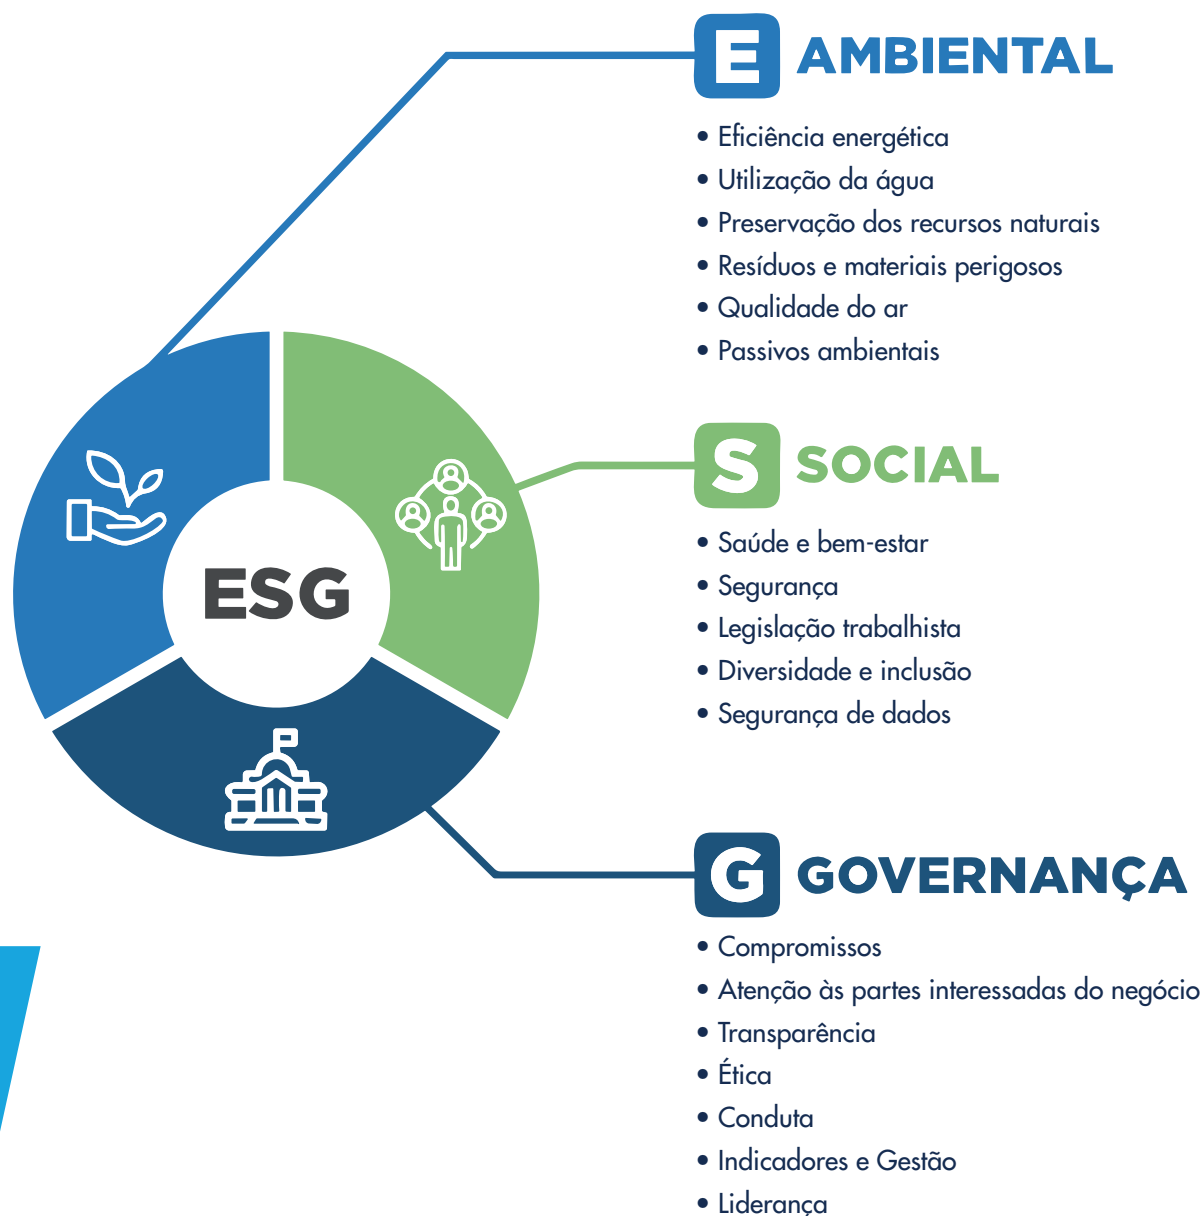 E AMBIENTAL
• Eficiência energética
• Utilização da água
• Preservação dos recursos naturais
• Resíduos e materiais perigosos
• Qualidade do ar
• Passivos ambientais
ESG
S SOCIAL
• Saúde e bem-estar
• Segurança
• Legislação trabalhista
• Diversidade e inclusão
• Segurança de dados
G GOVERNANÇA
• Compromissos
• Atenção às partes interessadas do negócio
• Transparência
• Ética
• Conduta
• Indicadores e Gestão
• Liderança